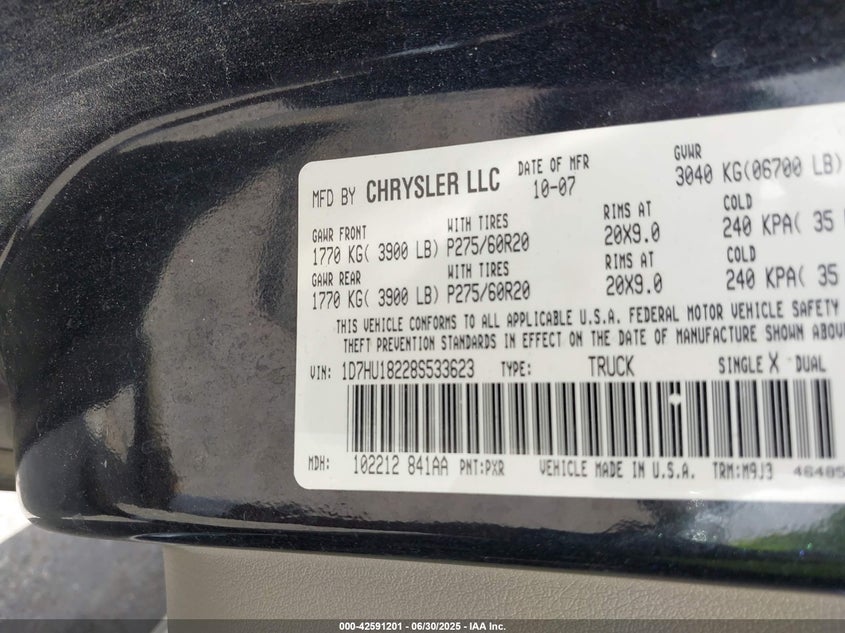 MFD BY CHRYSLER LLC DATE OF MFR 10-07 GVWR 3040 KG(06700 LB)
GAWR FRONT WITH TIRES RIMS AT COLD
1770 KG( 3900 LB) P275/60R20 20X9.0 240 KPA( 35
GAWR REAR WITH TIRES RIMS AT COLD
1770 KG( 3900 LB) P275/60R20 20X9.0 240 KPA( 35
THIS VEHICLE CONFORMS TO ALL APPLICABLE U.S.A. FEDERAL MOTOR VEHICLE SAFETY
THEFT PREVENTION STANDARDS IN EFFECT ON THE DATE OF MANUFACTURE SHOWN ABOVE
VIN: 1D7HU18228S533623 TYPE: TRUCK SINGLE X DUAL
MDH: 102212 841AA PNT:PXR VEHICLE MADE IN U.S.A. TRM:M9J3
000-42591201 | 06/30/2025 - IAA Inc.